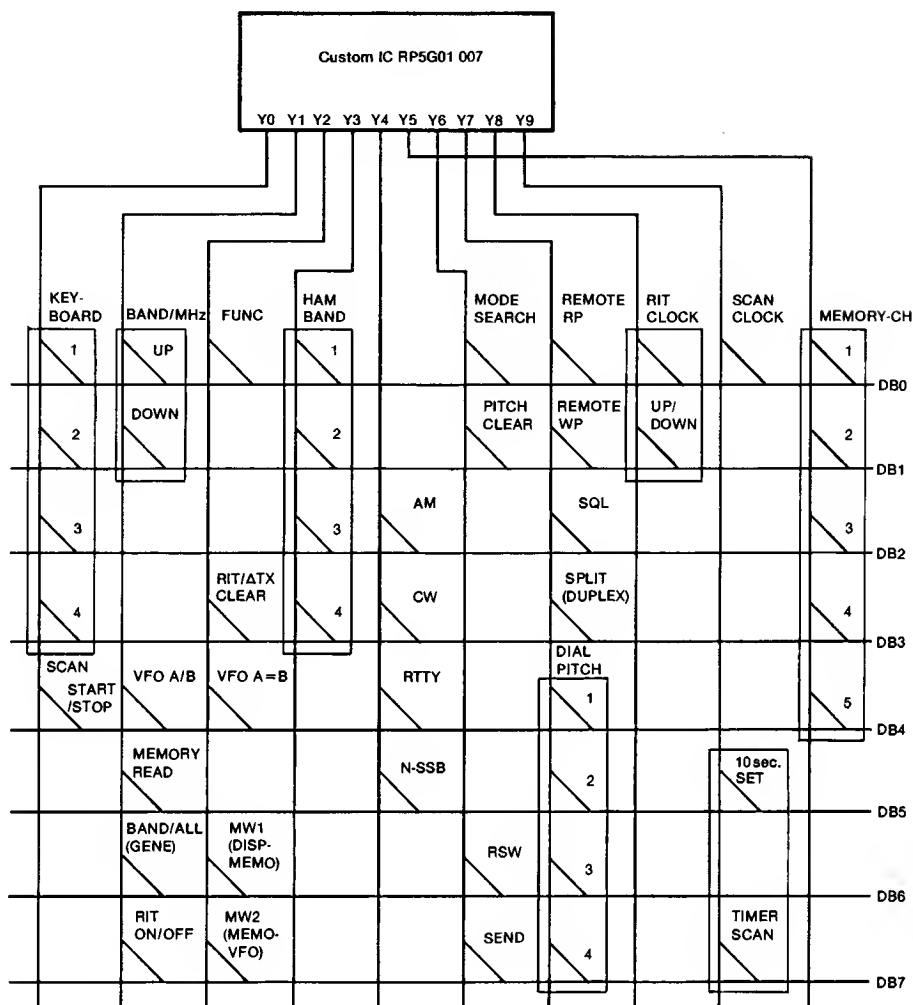 Custom IC RP5G01 007
Y0 Y1 Y2 Y3 Y4 Y5 Y6 Y7 Y8 Y9
KEY-
BOARD
BAND/MHz
FUNC
HAM
BAND
MODE
SEARCH
REMOTE
RP
RIT
CLOCK
SCAN
CLOCK
MEMORY-CH
1
UP
1
1
DB0
2
DOWN
2
PITCH
CLEAR
REMOTE
WP
UP/
DOWN
2
DB1
3
3
AM
SQL
3
DB2
4
RIT/ΔTX
CLEAR
4
CW
SPLIT
(DUPLEX)
4
DB3
SCAN
START
/STOP
VFO A/B
VFO A=B
RTTY
DIAL
PITCH
1
5
DB4
MEMORY
READ
N-SSB
2
10sec.
SET
DB5
BAND/ALL
(GENE)
MW1
(DISP-
MEMO)
RSW
3
DB6
RIT
ON/OFF
MW2
(MEMO-
VFO)
SEND
4
TIMER
SCAN
DB7